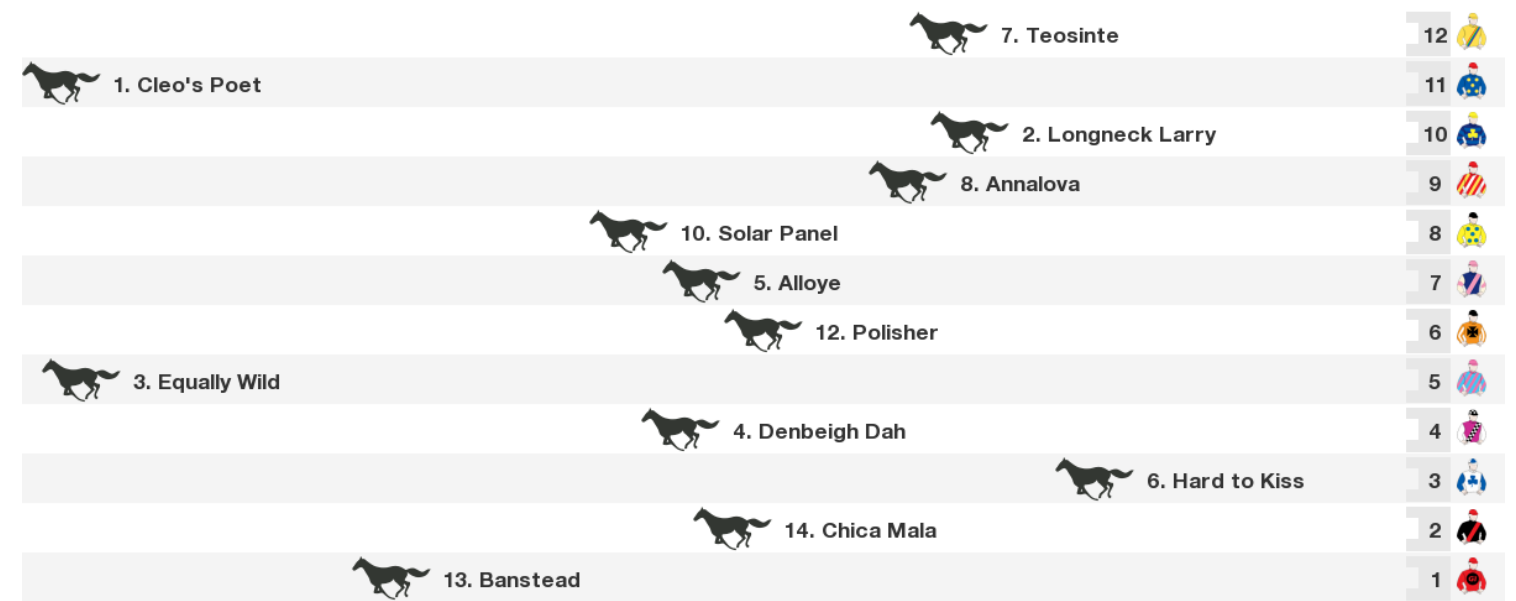 7. Teosinte 12
1. Cleo's Poet 11
2. Longneck Larry 10
8. Annalova 9
10. Solar Panel 8
5. Alloye 7
12. Polisher 6
3. Equally Wild 5
4. Denbeigh Dah 4
6. Hard to Kiss 3
14. Chica Mala 2
13. Banstead 1